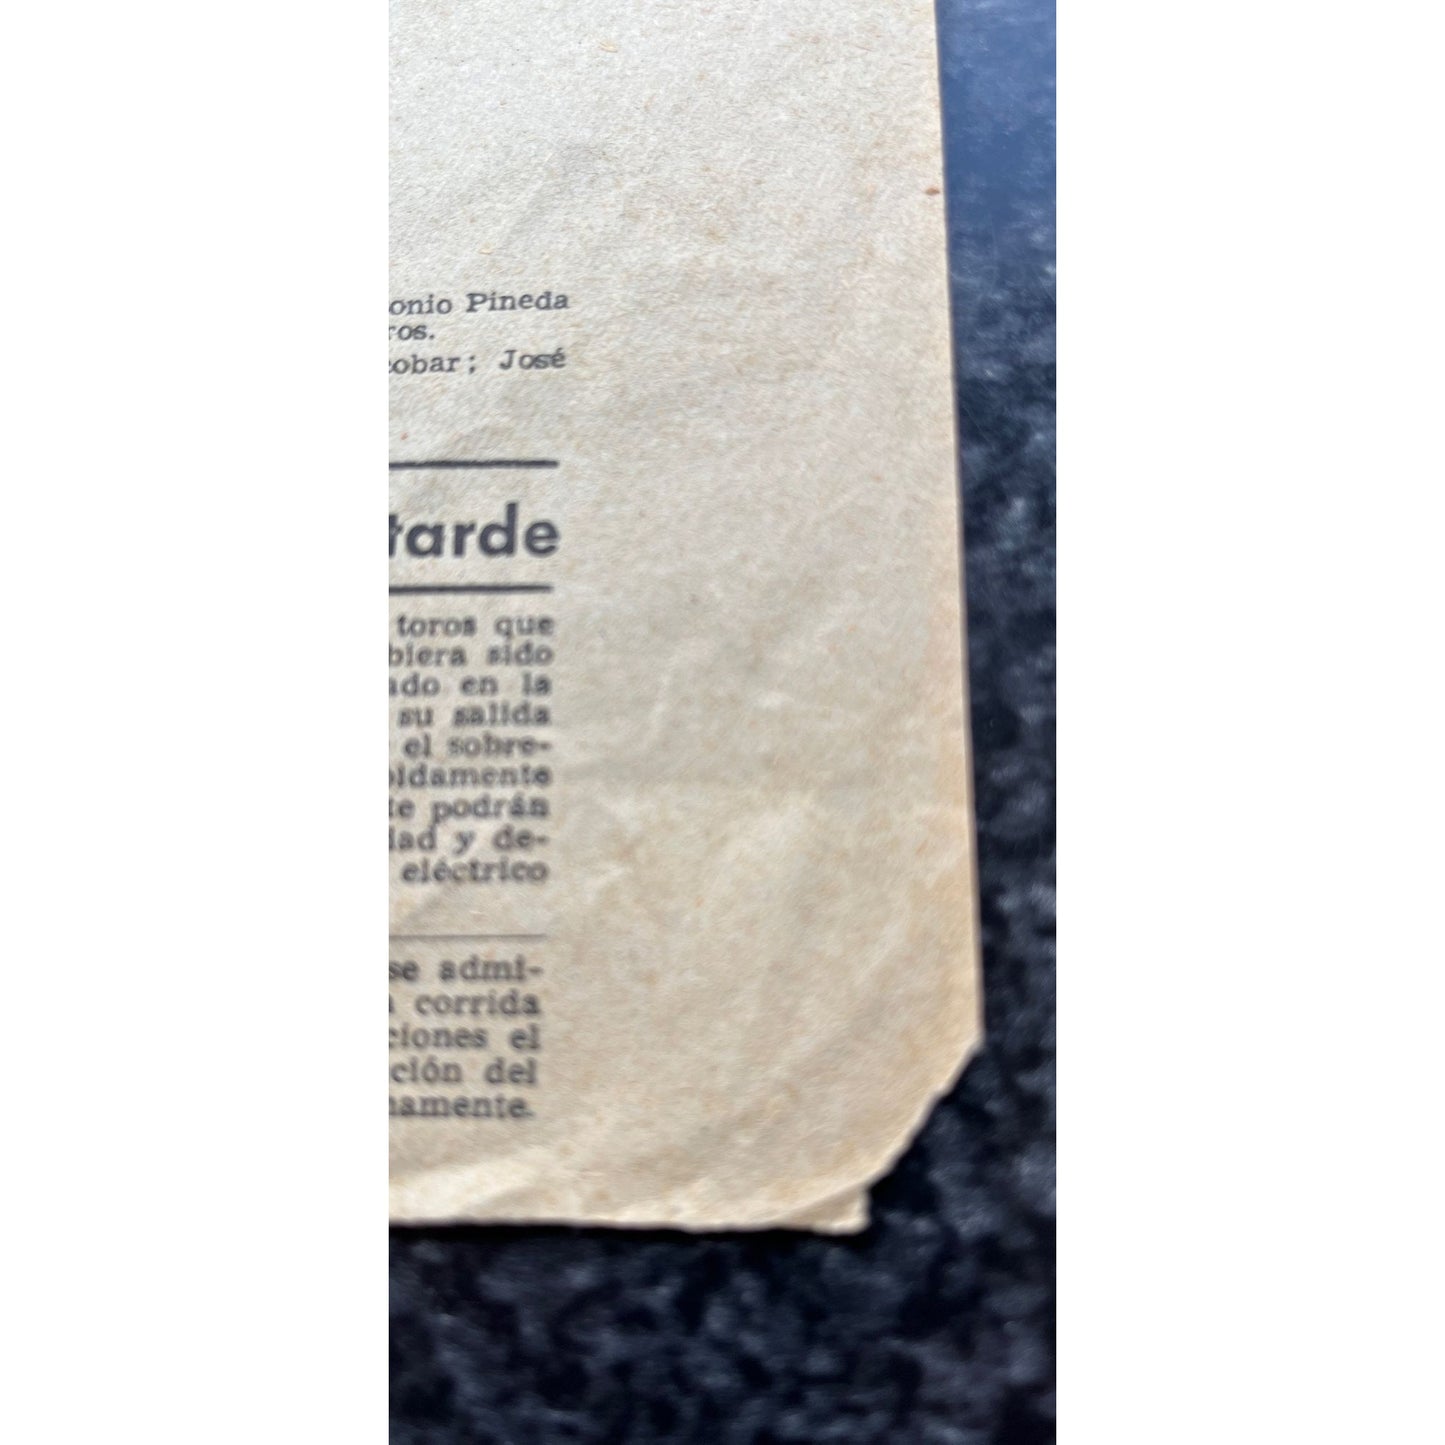 onio Pineda
ros.
obar; José
tarde
toros que
biera sido
ado en la
su salida
el sobre-
pidamente
te podrán
dad y de-
eléctrico
se admi-
corrida
ciones el
ción del
namente.